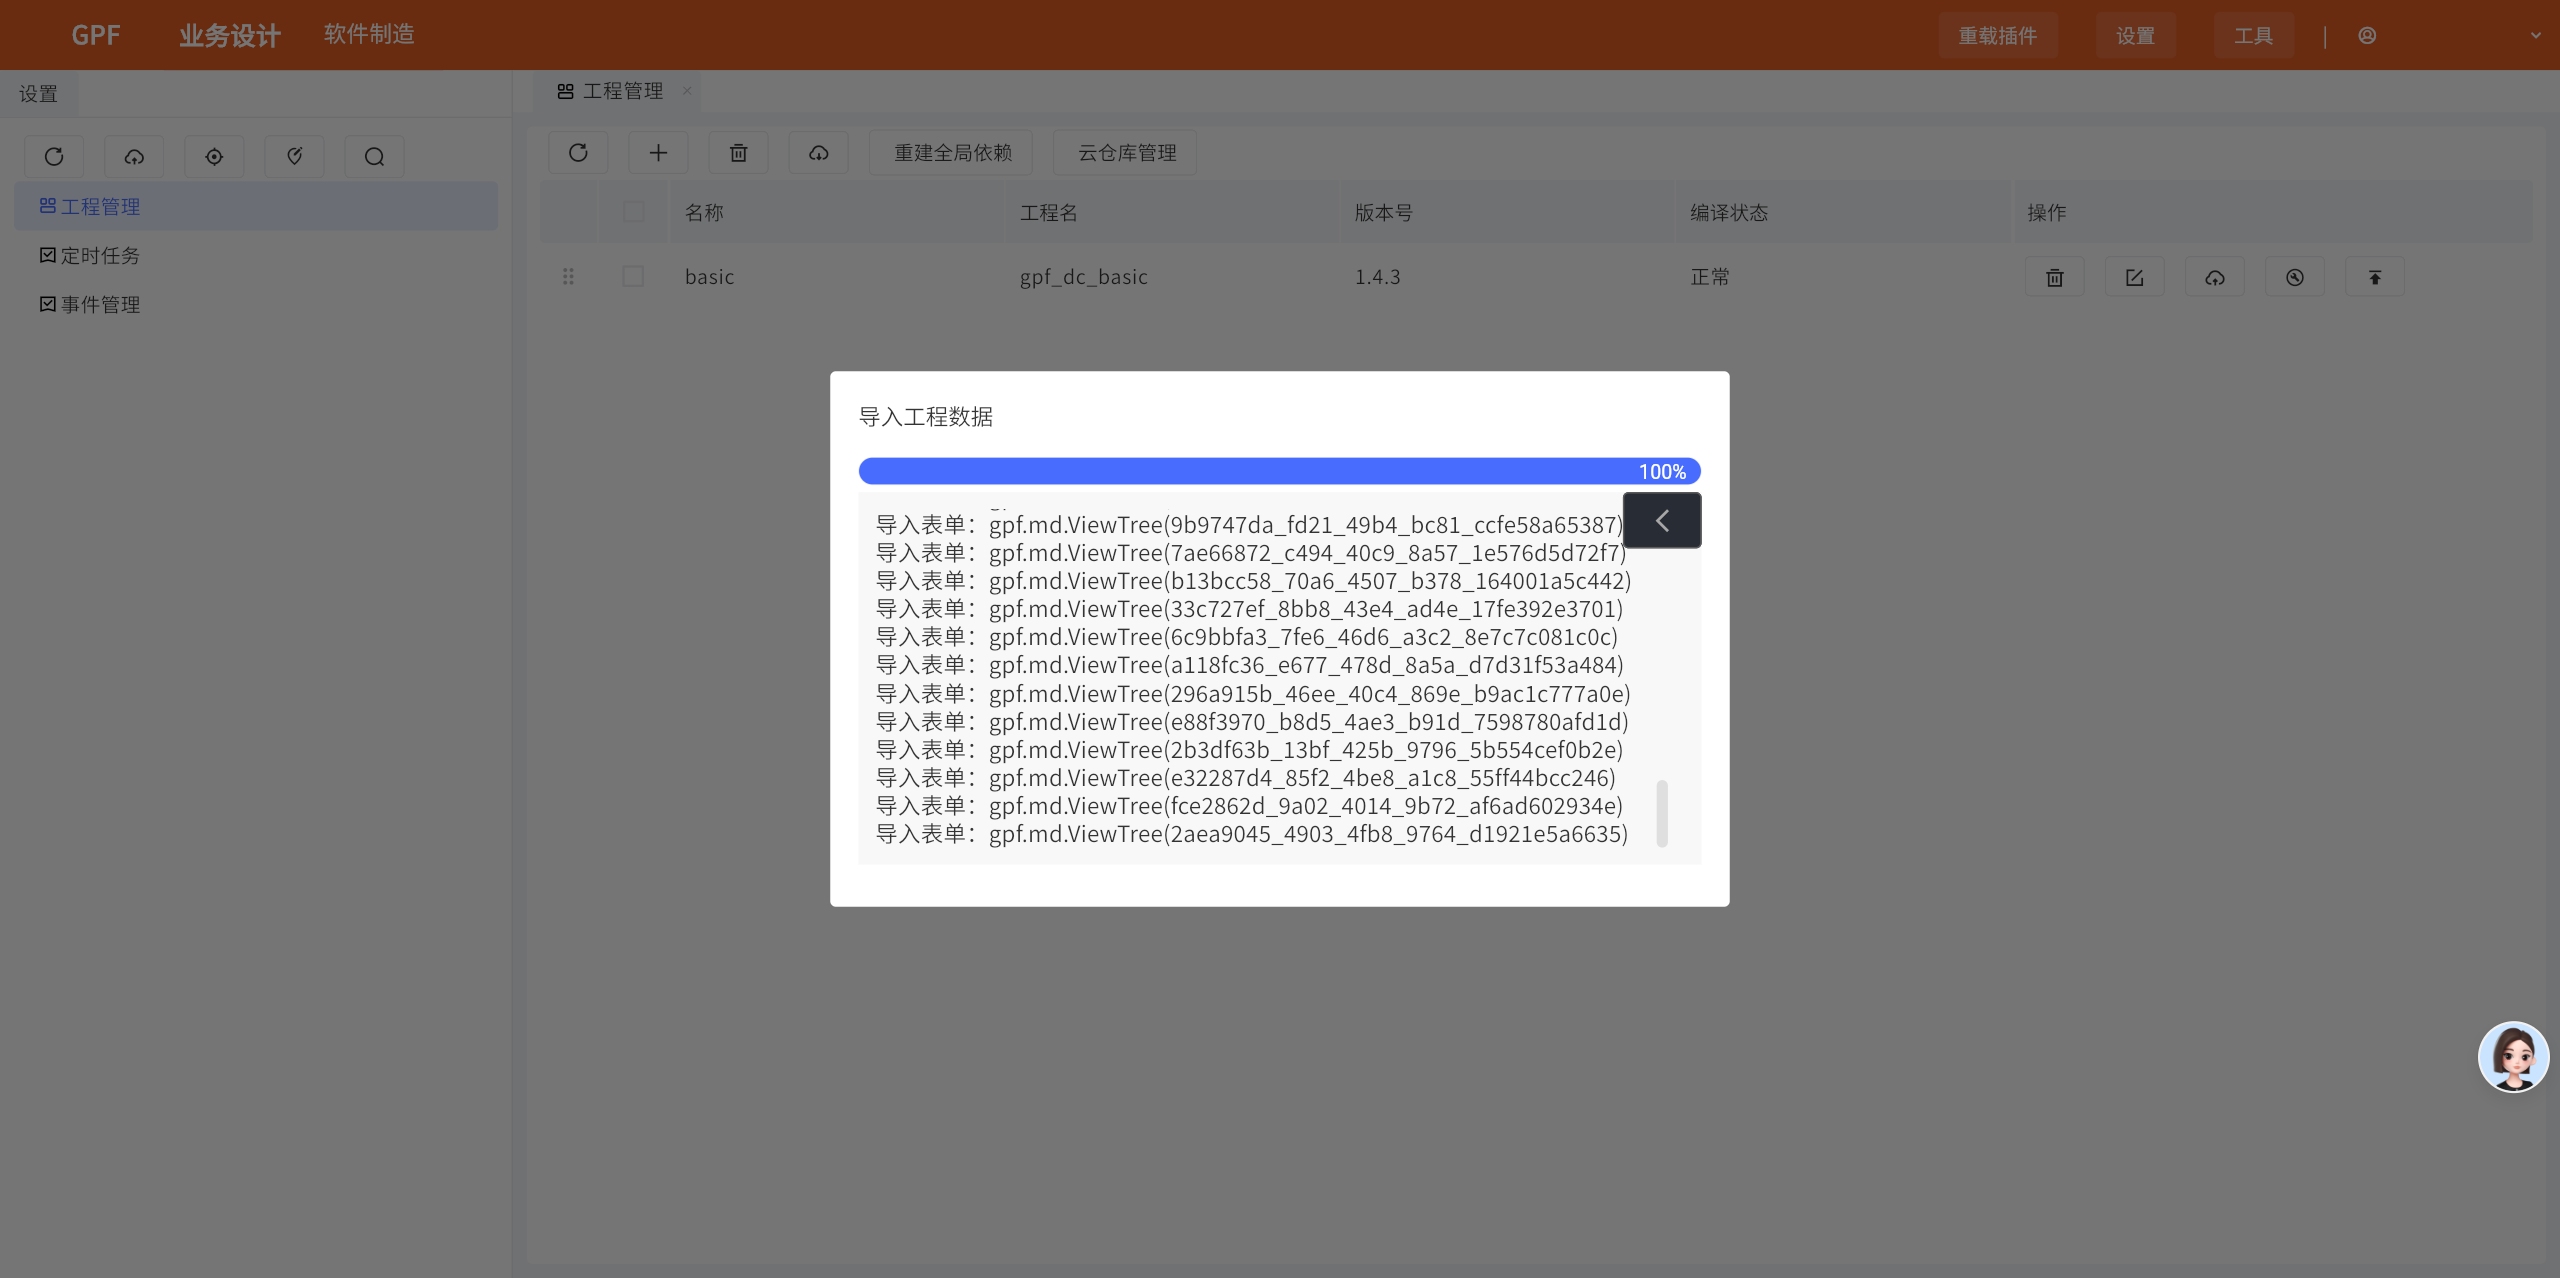 GPF 业务设计 软件制造 重载插件 设置 工具
设置
工程管理
重建全局依赖 云仓库管理
工程管理
定时任务
事件管理
名称 工程名 版本号 编译状态 操作
basic gpf_dc_basic 1.4.3 正常
导入工程数据
100%
导入表单：gpf.md.ViewTree(9b9747da_fd21_49b4_bc81_ccfe58a65387)
导入表单：gpf.md.ViewTree(7ae66872_c494_40c9_8a57_1e576d5d72f7)
导入表单：gpf.md.ViewTree(b13bcc58_70a6_4507_b378_164001a5c442)
导入表单：gpf.md.ViewTree(33c727ef_8bb8_43e4_ad4e_17fe392e3701)
导入表单：gpf.md.ViewTree(6c9bbfa3_7fe6_46d6_a3c2_8e7c7c081c0c)
导入表单：gpf.md.ViewTree(a118fc36_e677_478d_8a5a_d7d31f53a484)
导入表单：gpf.md.ViewTree(296a915b_46ee_40c4_869e_b9ac1c777a0e)
导入表单：gpf.md.ViewTree(e88f3970_b8d5_4ae3_b91d_7598780afd1d)
导入表单：gpf.md.ViewTree(2b3df63b_13bf_425b_9796_5b554cef0b2e)
导入表单：gpf.md.ViewTree(e32287d4_85f2_4be8_a1c8_55ff44bcc246)
导入表单：gpf.md.ViewTree(fce2862d_9a02_4014_9b72_af6ad602934e)
导入表单：gpf.md.ViewTree(2aea9045_4903_4fb8_9764_d1921e5a6635)